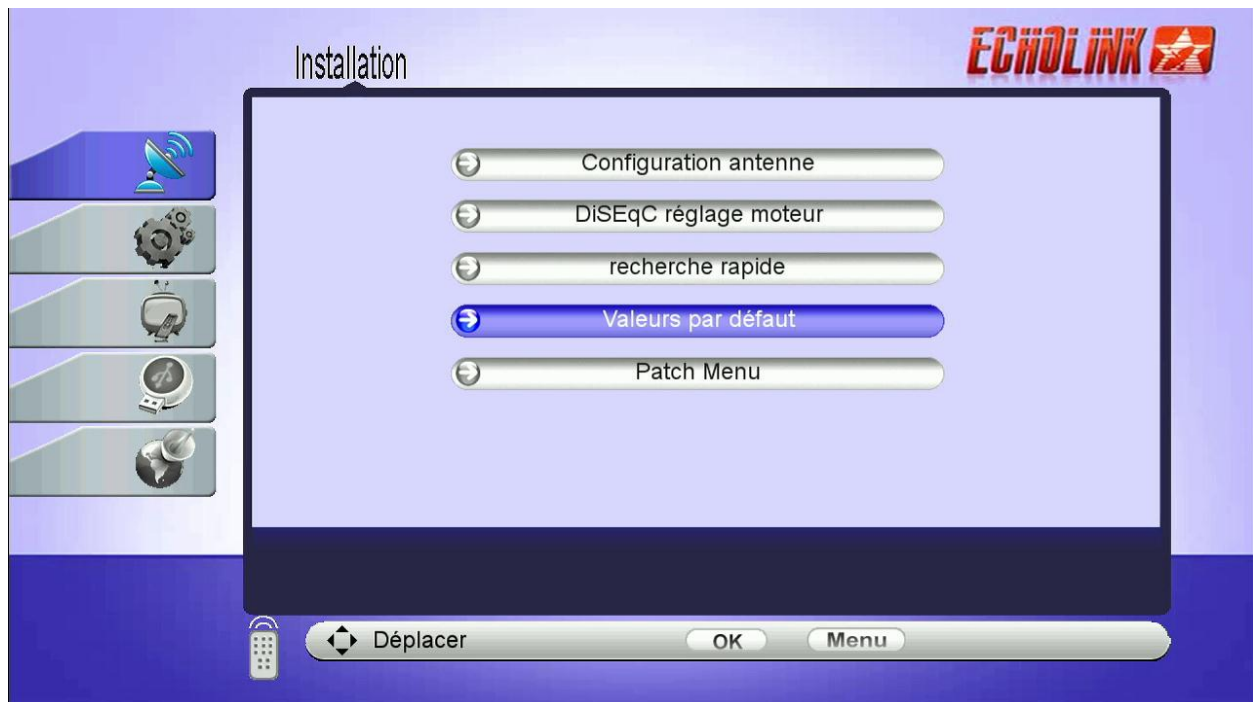 Installation
ECHOLINK
Configuration antenne
DiSEqC réglage moteur
recherche rapide
Valeurs par défaut
Patch Menu
Déplacer OK Menu